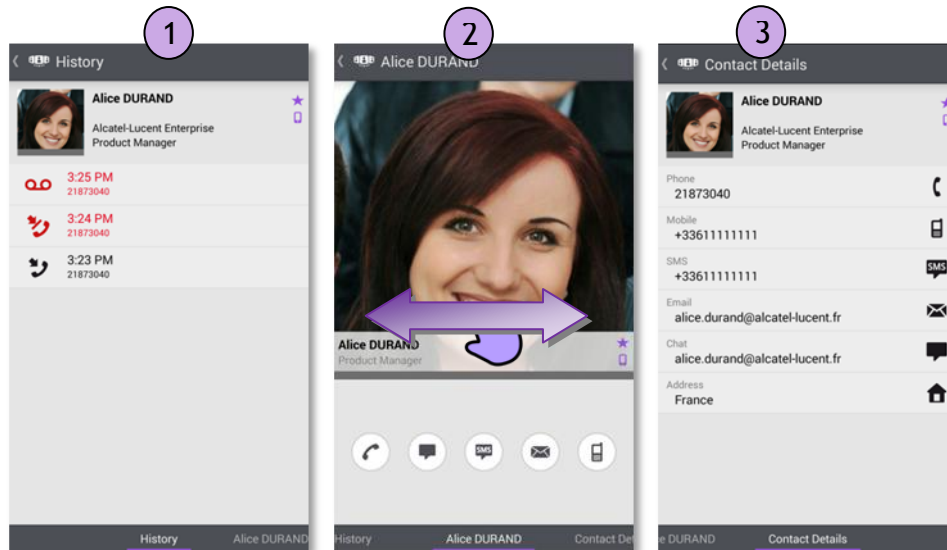 1
History
Alice DURAND
Alcatel-Lucent Enterprise
Product Manager
3:25 PM
21873040
3:24 PM
21873040
3:23 PM
21873040
History Alice DURAND
2
Alice DURAND
Alice DURAND
Product Manager
SMS
History Alice DURAND Contact De
3
Contact Details
Alice DURAND
Alcatel-Lucent Enterprise
Product Manager
Phone
21873040
Mobile
+33611111111
SMS
+33611111111
SMS
Email
alice.durand@alcatel-lucent.fr
Chat
alice.durand@alcatel-lucent.fr
Address
France
e DURAND Contact Details